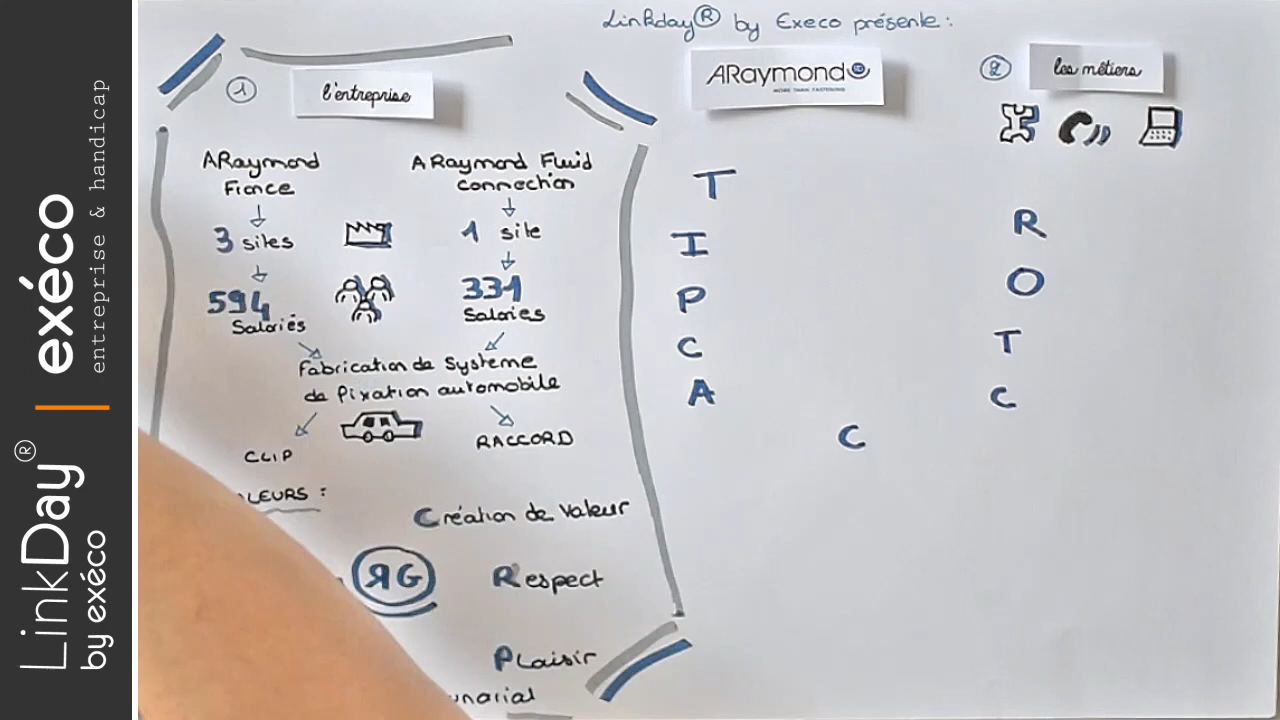 LinkDay® by exéco
exéco
entreprise & handicap
LinkDay® by Execo présente :
1
l'entreprise
ARaymond
France
3 sites
594
Salariés
ARaymond Fluid
Connection
1 site
331
Salariés
Fabrication de Système
de fixation automobile
CLIP
RACCORD
LEURS :
Création de valeur
RG
Respect
Plaisir
ARaymond
MORE THAN FASTENING
2
les métiers
T
I
P
C
A
C
R
O
T
C